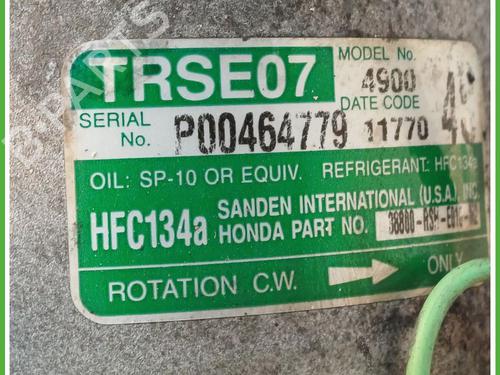 TRSE07
MODEL No.
4900
DATE CODE
11770
SERIAL
No.
P00464779
OIL: SP-10 OR EQUIV. REFRIGERANT: HFC134a
HFC134a
SANDEN INTERNATIONAL (U.S.A.), INC.
HONDA PART NO.
ROTATION C.W.
ONLY